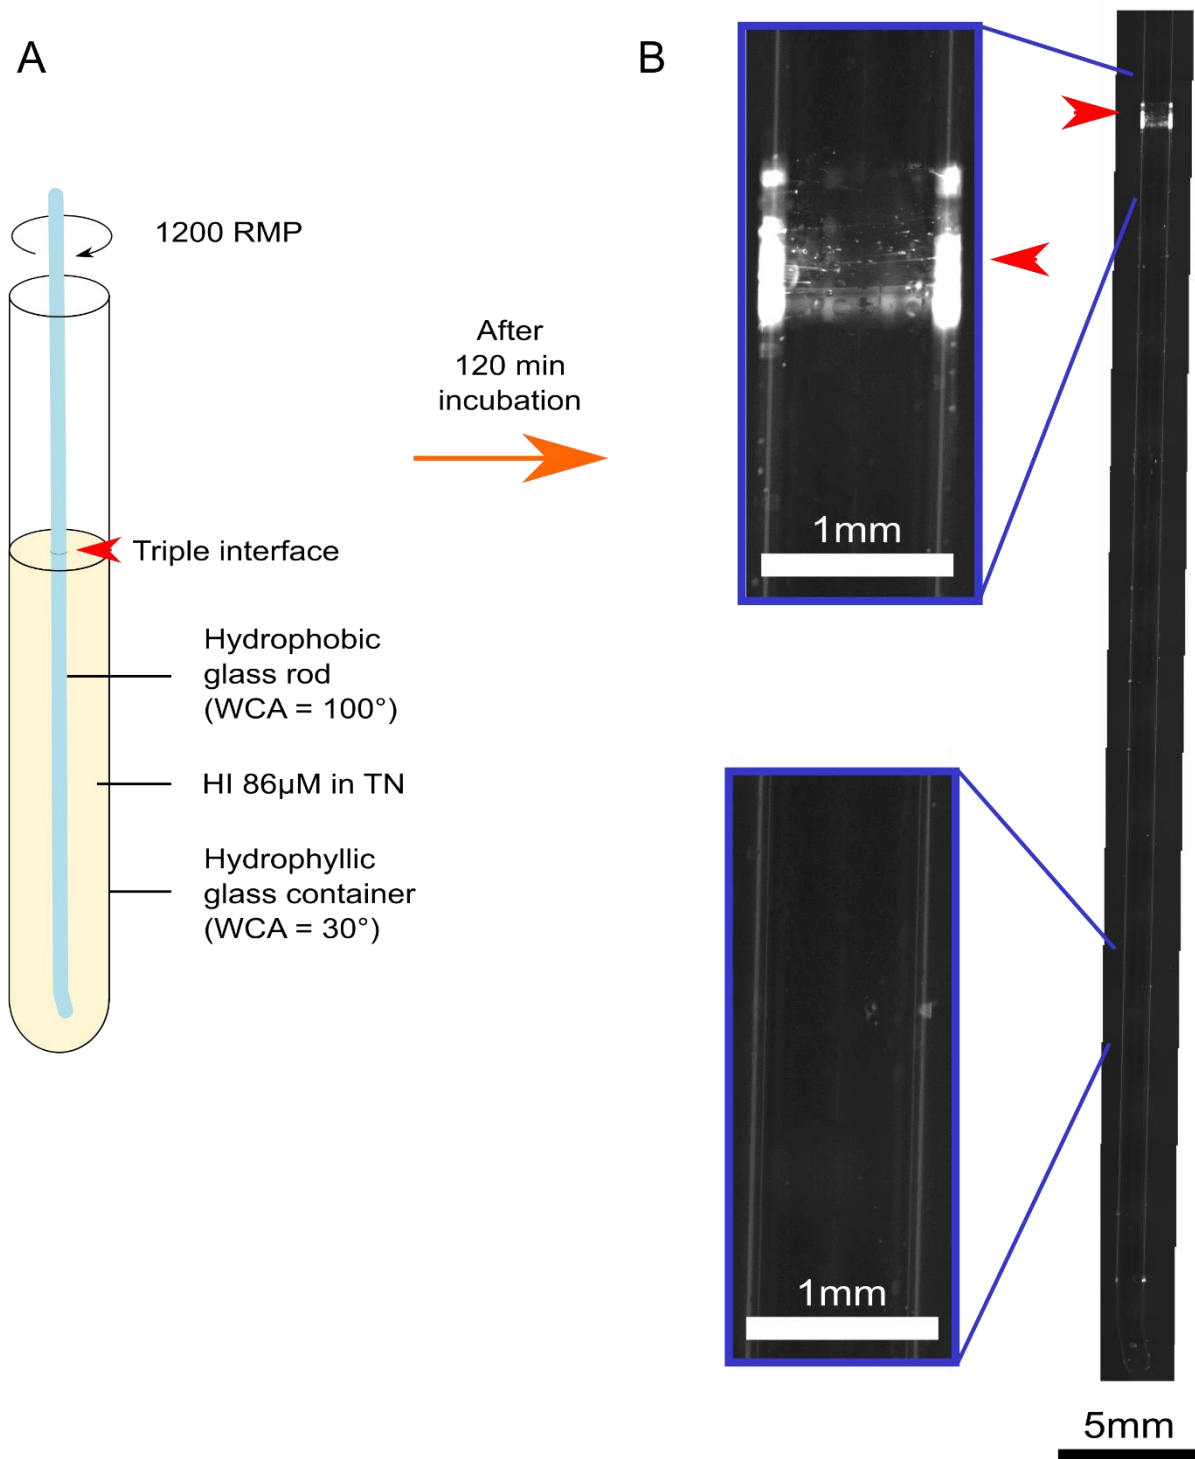 A
B
1200 RMP
After
120 min
incubation
Triple interface
Hydrophobic
glass rod
(WCA = 100°)
HI 86µM in TN
Hydrophyllic
glass container
(WCA = 30°)
1mm
1mm
5mm